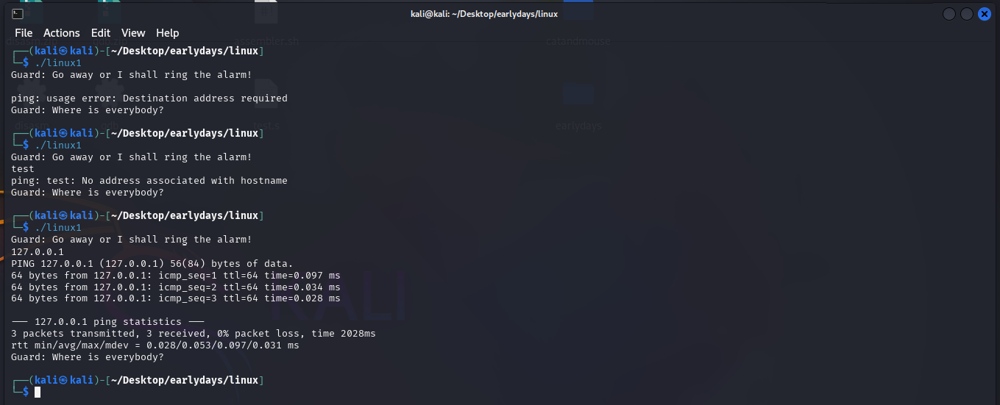 kali@kali: ~/Desktop/earlydays/linux
File Actions Edit View Help
┌──(kali㉿kali)-[~/Desktop/earlydays/linux]
└─$ ./linux1
Guard: Go away or I shall ring the alarm!
ping: usage error: Destination address required
Guard: Where is everybody?
┌──(kali㉿kali)-[~/Desktop/earlydays/linux]
└─$ ./linux1
Guard: Go away or I shall ring the alarm!
test
ping: test: No address associated with hostname
Guard: Where is everybody?
┌──(kali㉿kali)-[~/Desktop/earlydays/linux]
└─$ ./linux1
Guard: Go away or I shall ring the alarm!
127.0.0.1
PING 127.0.0.1 (127.0.0.1) 56(84) bytes of data.
64 bytes from 127.0.0.1: icmp_seq=1 ttl=64 time=0.097 ms
64 bytes from 127.0.0.1: icmp_seq=2 ttl=64 time=0.034 ms
64 bytes from 127.0.0.1: icmp_seq=3 ttl=64 time=0.028 ms
--- 127.0.0.1 ping statistics ---
3 packets transmitted, 3 received, 0% packet loss, time 2028ms
rtt min/avg/max/mdev = 0.028/0.053/0.097/0.031 ms
Guard: Where is everybody?
┌──(kali㉿kali)-[~/Desktop/earlydays/linux]
└─$
assembler.sh
catandmouse
test.s
earlydays
KALI